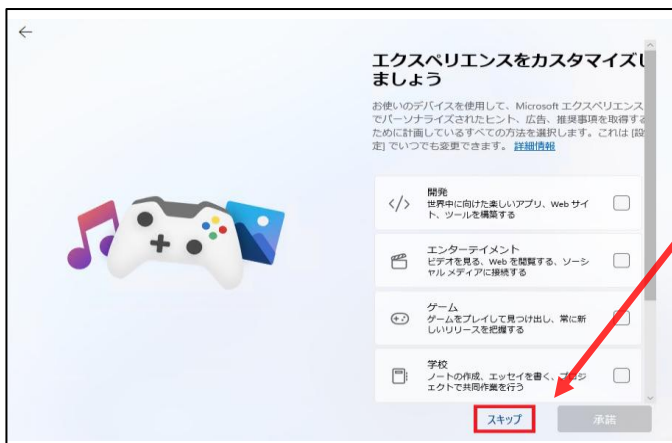 エクスペリエンスをカスタマイズし
ましょう
お使いのデバイスを使用して、Microsoft エクスペリエンス
でパーソナライズされたヒント、広告、推奨事項を取得する
ために計画しているすべての方法を選択します。これは [設
定] でいつでも変更できます。 詳細情報
開発
世界中に向けた楽しいアプリ、Web サイ
ト、ツールを構築する
エンターテイメント
ビデオを見る、Web を閲覧する、ソーシ
ャル メディアに接続する
ゲーム
ゲームをプレイして見つけ出し、常に新
しいリリースを把握する
学校
ノートの作成、エッセイを書く、プロジ
ェクトで共同作業を行う
スキップ
承諾